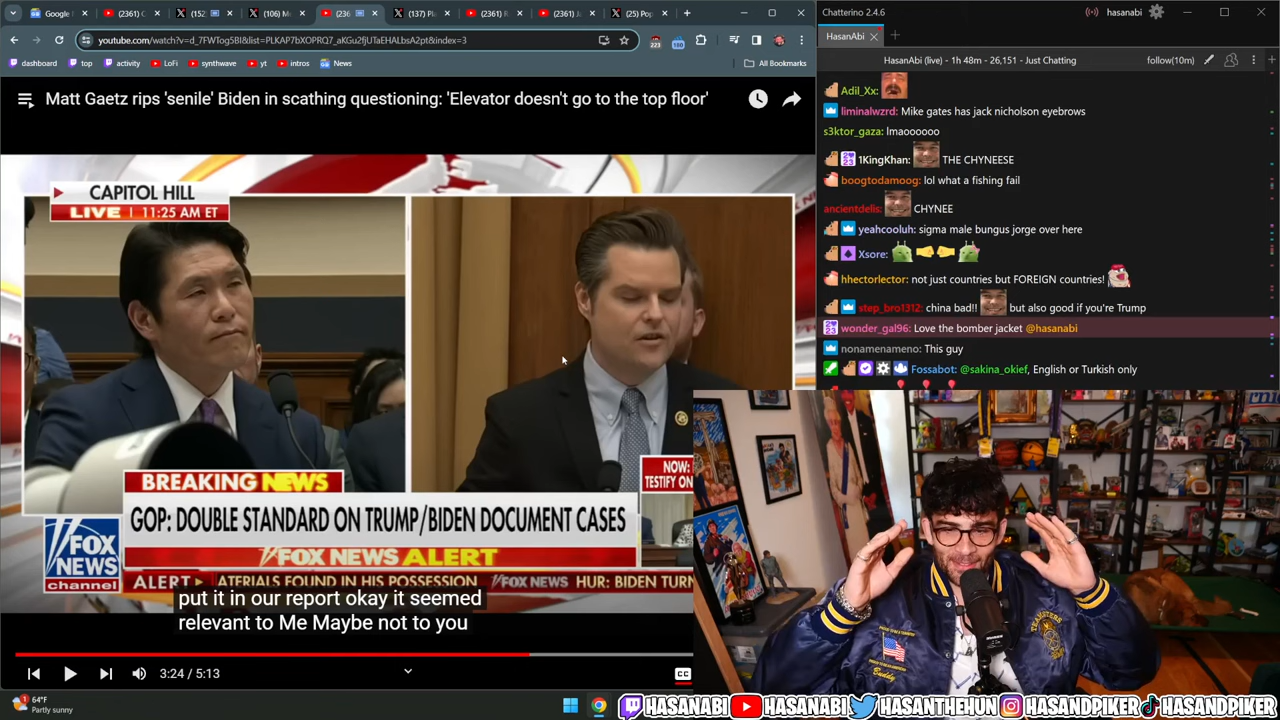 (236
youtube.com/watch?v=d_7FWTog5BI&list=PLKAP7bXOPRQ7_aKGu2fjUTaEHALbsA2pt&index=3
dashboard
top
activity
LoFi
synthwave
yt
intros
News
All Bookmarks
Matt Gaetz rips 'senile' Biden in scathing questioning: 'Elevator doesn't go to the top floor'
CAPITOL HILL
LIVE 11:25 AM ET
BREAKING NEWS
NOW:
TESTIFY ON
GOP: DOUBLE STANDARD ON TRUMP/BIDEN DOCUMENT CASES
FOX NEWS ALERT
FOX
NEWS
channel
ALERT ATERIALS FOUND IN HIS POSSESSION FOX NEWS HUR: BIDEN TURN
put it in our report okay it seemed
relevant to Me Maybe not to you
3:24 / 5:13
CC
64°F
Partly sunny
Chatterino 2.4.6
hasanabi
HasanAbi
HasanAbi (live) - 1h 48m - 26,151 - Just Chatting
follow(10m)
Adil_Xx:
liminalwzrd: Mike gates has jack nicholson eyebrows
s3ktor_gaza: lmaoooooo
1KingKhan: THE CHYNEESE
boogtodamoog: lol what a fishing fail
ancientdelis: CHYNEE
yeahcooluh: sigma male bungus jorge over here
Xsore:
hhectorlector: not just countries but FOREIGN countries!
step_bro1312: china bad!! but also good if you're Trump
wonder_gal96: Love the bomber jacket @hasanabi
nonamenameno: This guy
Fossabot: @sakina_okief, English or Turkish only
TEAMSTERS
Buddy
HASANABI
HASANABI
HASANTHEHUN
HASANDPIKER
HASANDPIKER